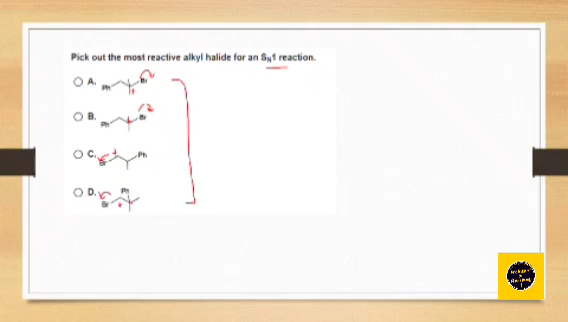 Pick out the most reactive alkyl halide for an SN1 reaction.
A. Ph Br
B. Ph Br
C. Br Ph
D. Br Ph